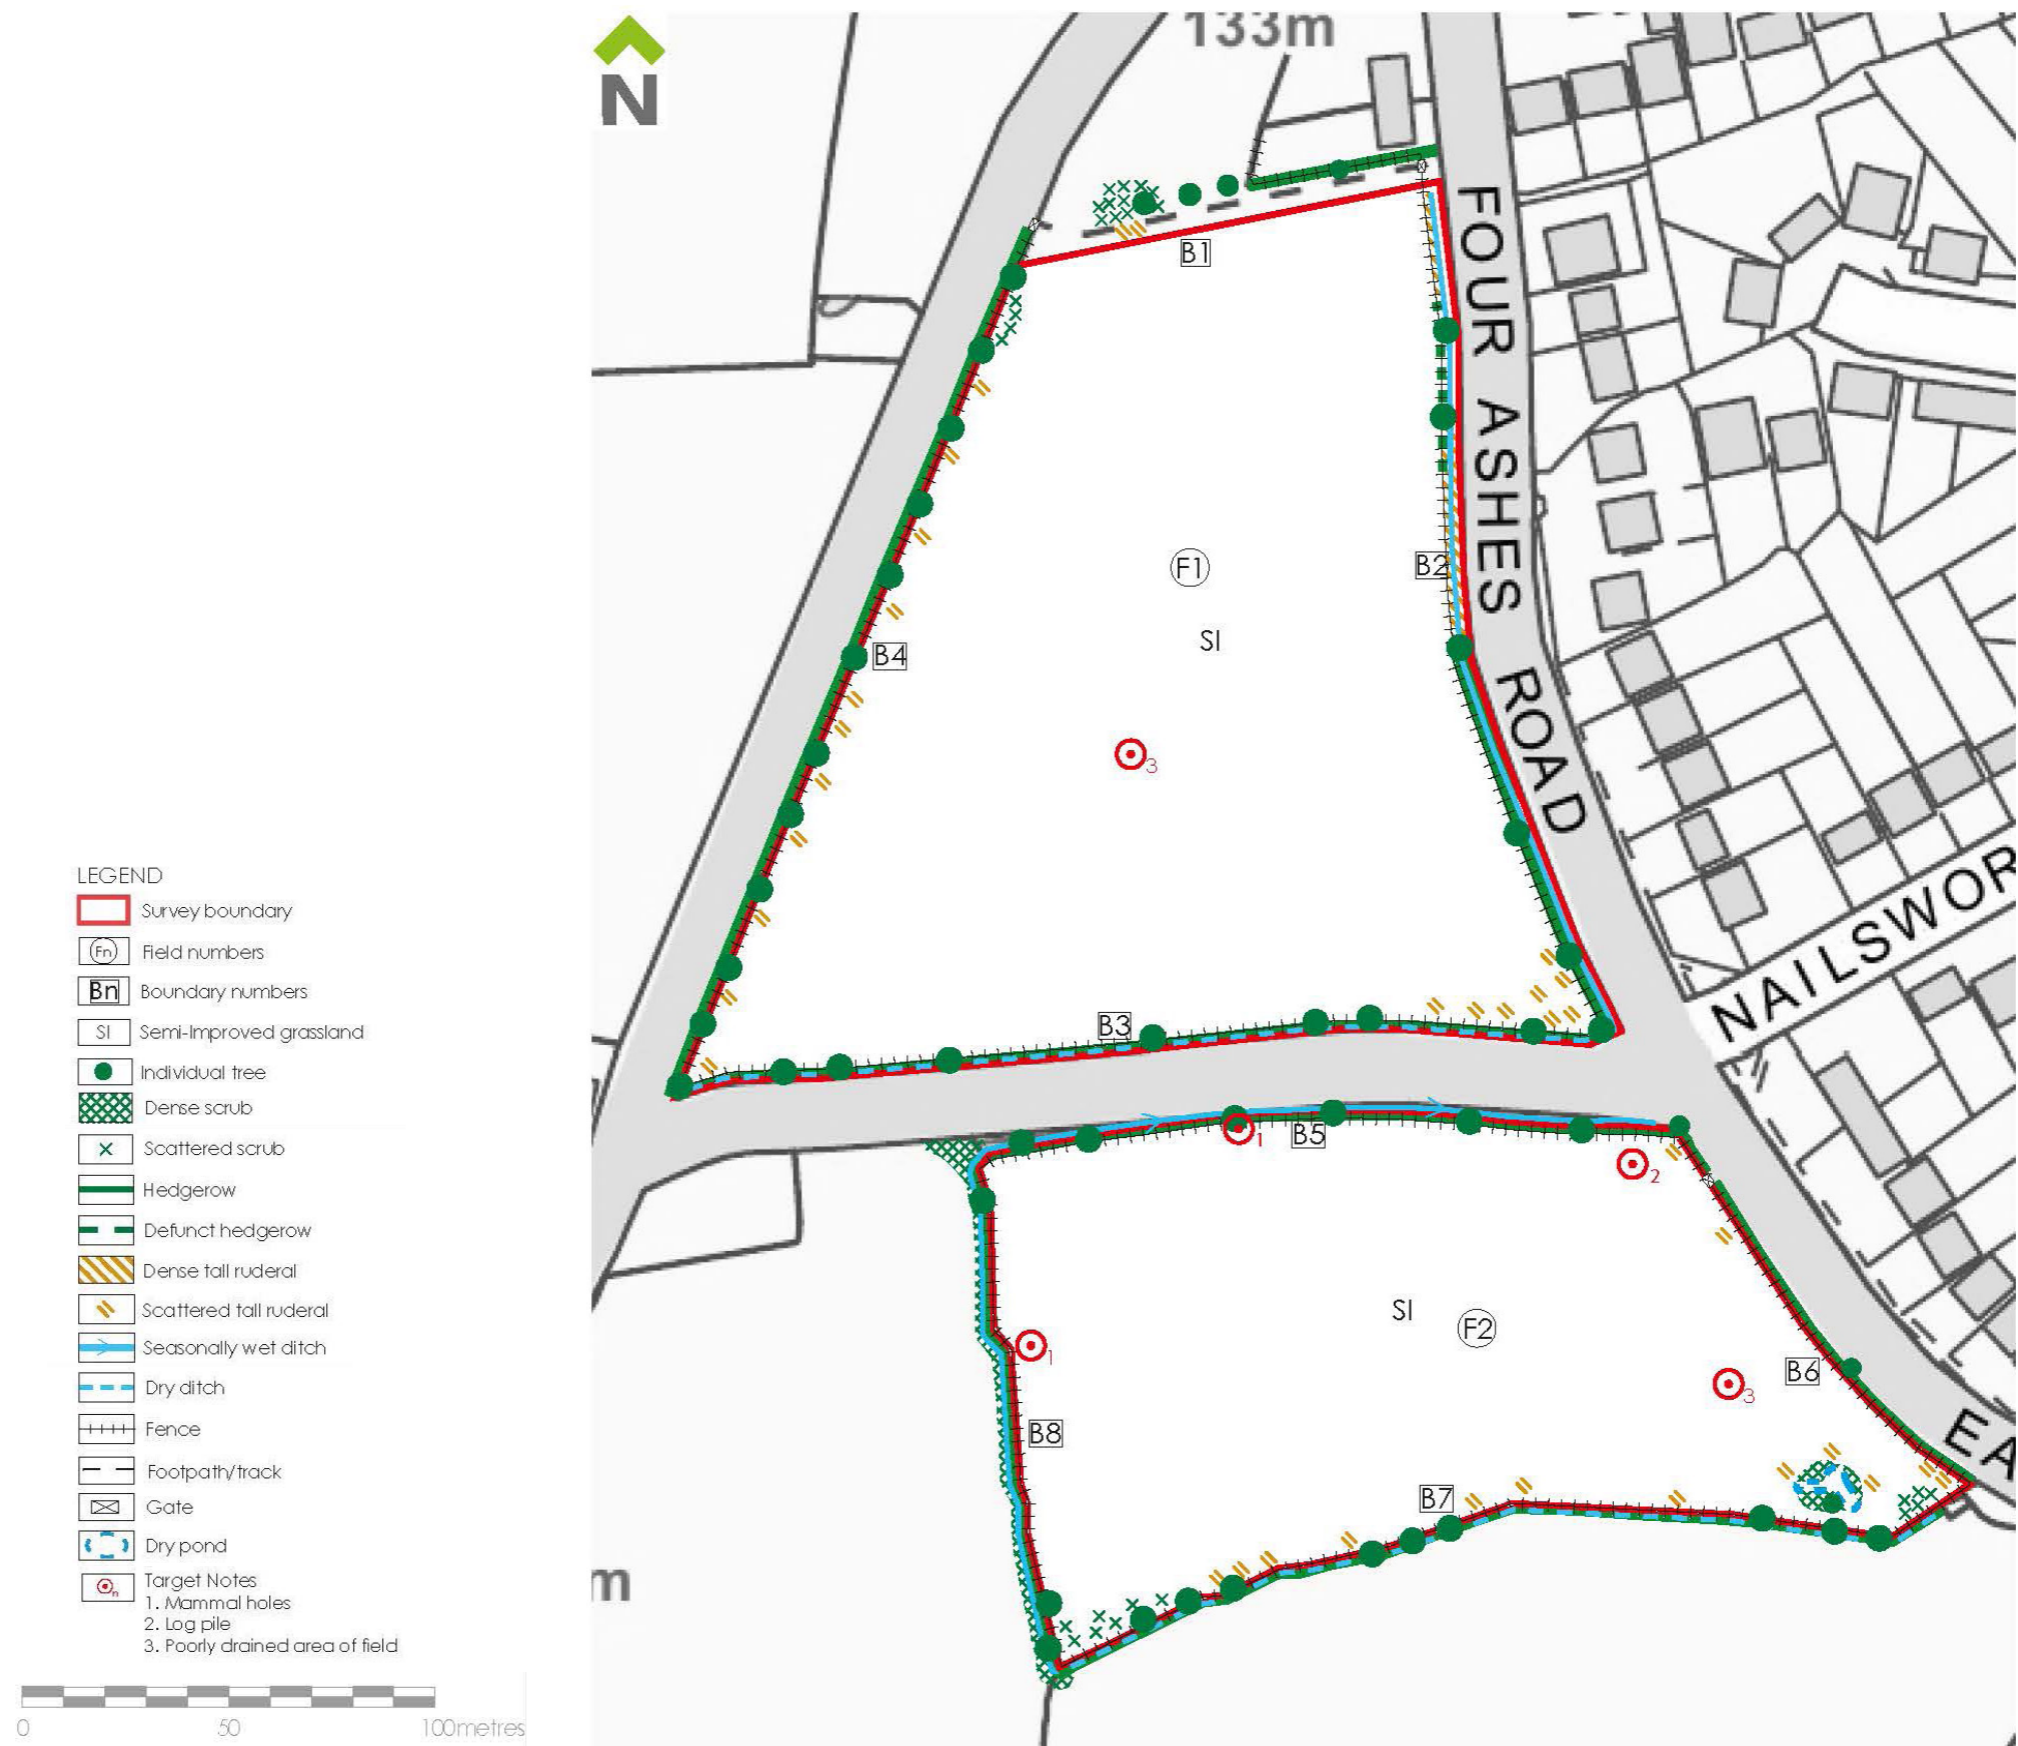 N
133m
B1
FOUR ASHES ROAD
F1
B2
SI
B4
3
NAILSWOR
B3
1
B5
2
SI
F2
1
B6
3
B8
EA
B7
m
LEGEND
Survey boundary
Fn Field numbers
Bn Boundary numbers
SI Semi-Improved grassland
Individual tree
Dense scrub
Scattered scrub
Hedgerow
Defunct hedgerow
Dense tall ruderal
Scattered tall ruderal
Seasonally wet ditch
Dry ditch
Fence
Footpath/track
Gate
Dry pond
n Target Notes
1. Mammal holes
2. Log pile
3. Poorly drained area of field
0 50 100metres